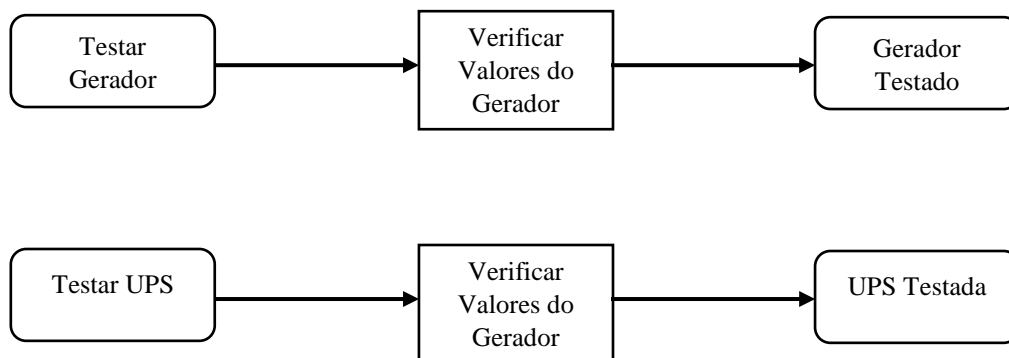 Testar
Gerador
Verificar
Valores do
Gerador
Gerador
Testado
Testar UPS
Verificar
Valores do
Gerador
UPS Testada